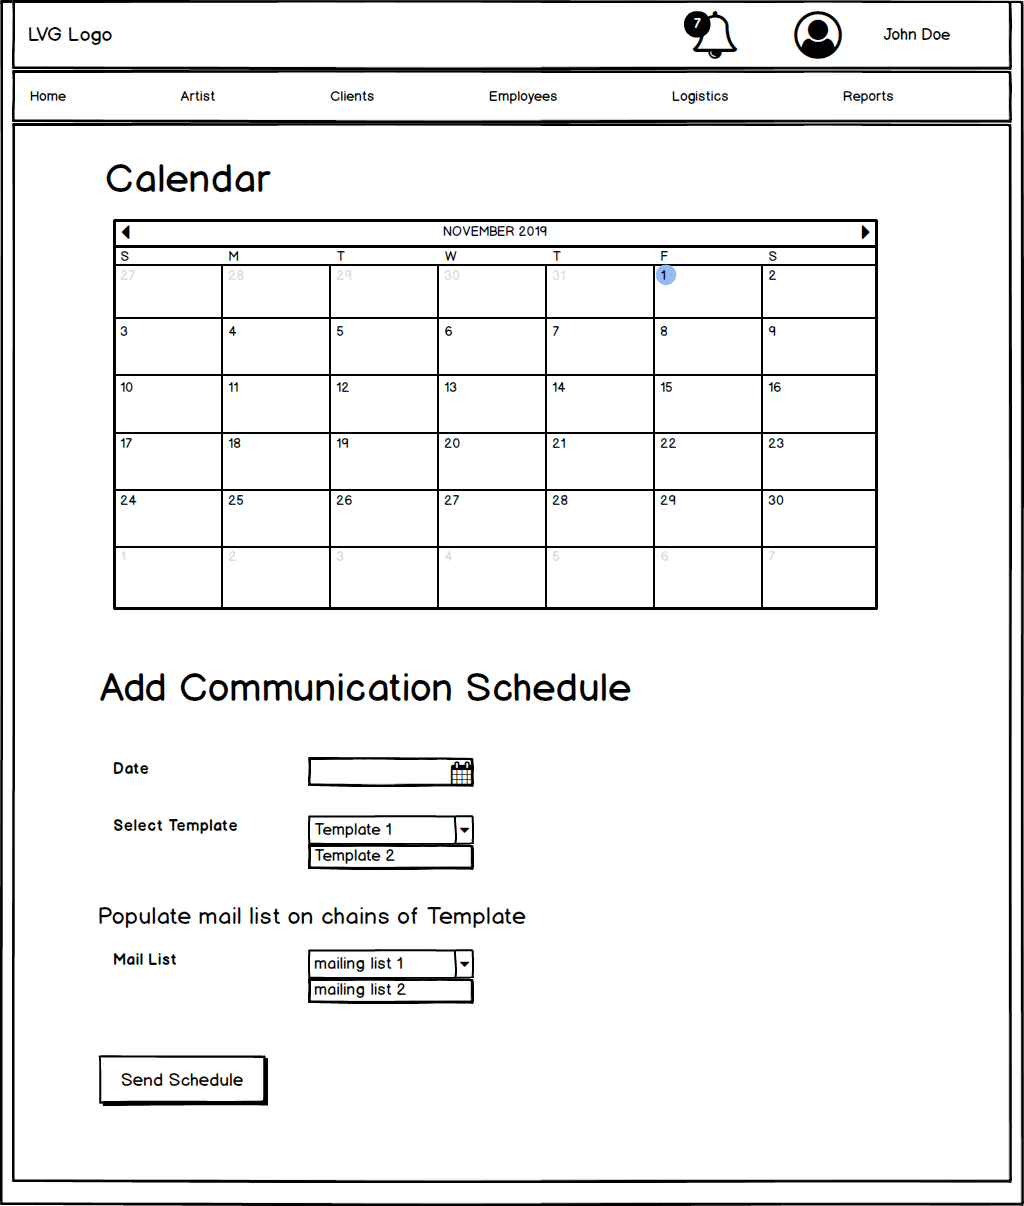 LVG Logo 7 John Doe
Home Artist Clients Employees Logistics Reports
Calendar
NOVEMBER 2019
S M T W T F S
27 28 29 30 31 1 2
3 4 5 6 7 8 9
10 11 12 13 14 15 16
17 18 19 20 21 22 23
24 25 26 27 28 29 30
1 2 3 4 5 6 7
Add Communication Schedule
Date
Select Template Template 1
Template 2
Populate mail list on chains of Template
Mail List mailing list 1
mailing list 2
Send Schedule